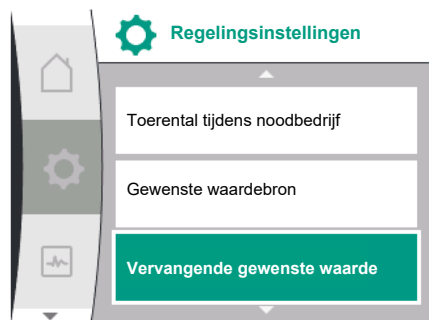 Regelingsinstellingen
Toerental tijdens noodbedrijf
Gewenste waardebron
Vervangende gewenste waarde